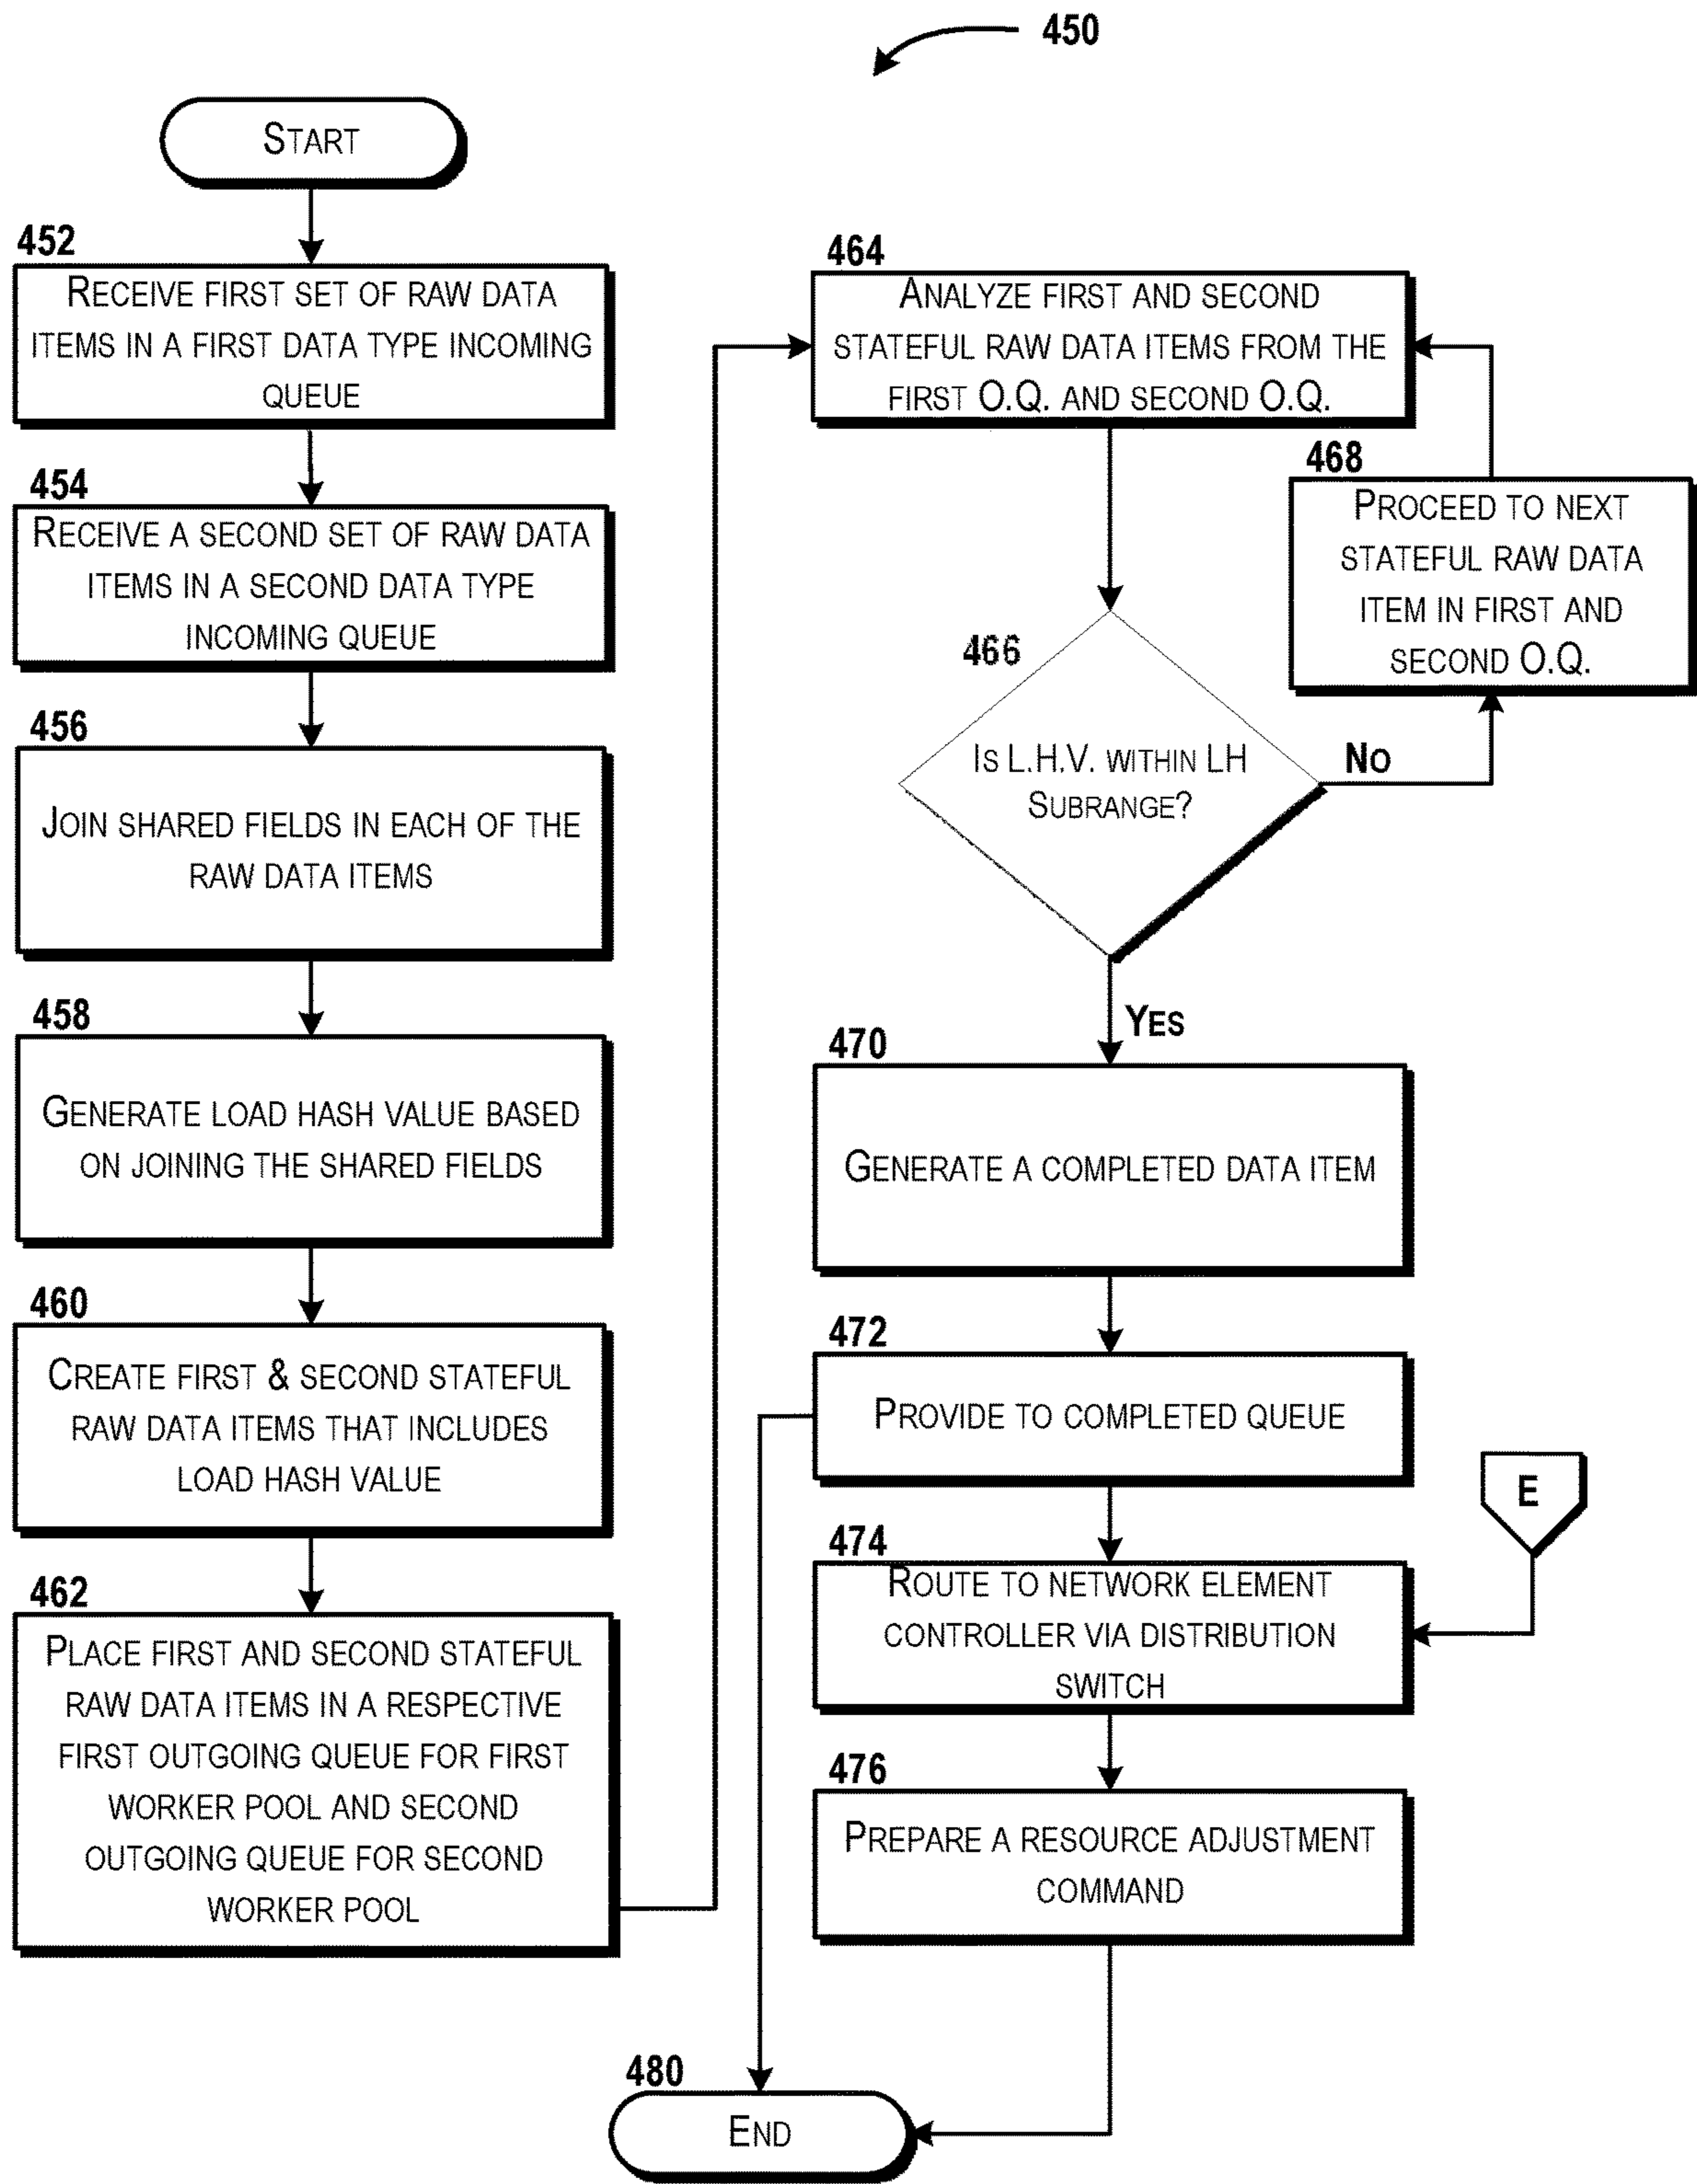 450
START
452
RECEIVE FIRST SET OF RAW DATA
ITEMS IN A FIRST DATA TYPE INCOMING
QUEUE
454
RECEIVE A SECOND SET OF RAW DATA
ITEMS IN A SECOND DATA TYPE
INCOMING QUEUE
456
JOIN SHARED FIELDS IN EACH OF THE
RAW DATA ITEMS
458
GENERATE LOAD HASH VALUE BASED
ON JOINING THE SHARED FIELDS
460
CREATE FIRST & SECOND STATEFUL
RAW DATA ITEMS THAT INCLUDES
LOAD HASH VALUE
462
PLACE FIRST AND SECOND STATEFUL
RAW DATA ITEMS IN A RESPECTIVE
FIRST OUTGOING QUEUE FOR FIRST
WORKER POOL AND SECOND
OUTGOING QUEUE FOR SECOND
WORKER POOL
464
ANALYZE FIRST AND SECOND
STATEFUL RAW DATA ITEMS FROM THE
FIRST O.Q. AND SECOND O.Q.
466
IS L.H.V. WITHIN LH
SUBRANGE?
NO
468
PROCEED TO NEXT
STATEFUL RAW DATA
ITEM IN FIRST AND
SECOND O.Q.
YES
470
GENERATE A COMPLETED DATA ITEM
472
PROVIDE TO COMPLETED QUEUE
E
474
ROUTE TO NETWORK ELEMENT
CONTROLLER VIA DISTRIBUTION
SWITCH
476
PREPARE A RESOURCE ADJUSTMENT
COMMAND
480
END